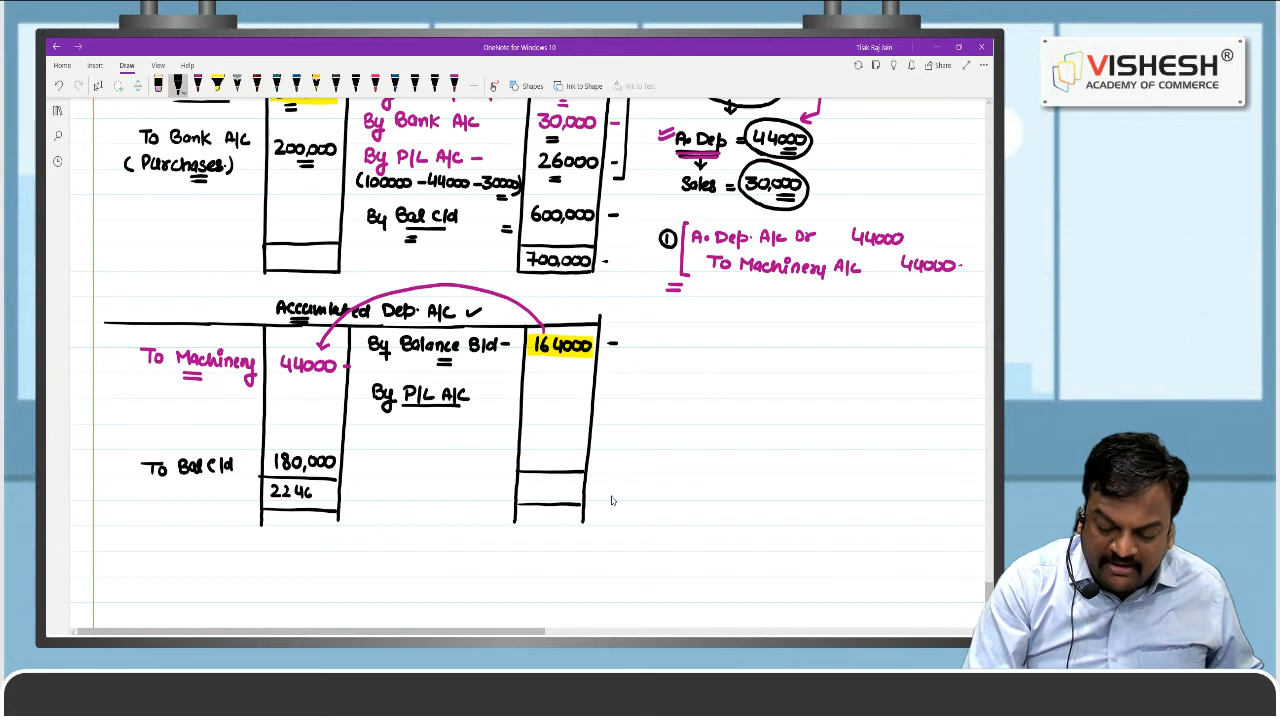 OneNote for Windows 10
Tilak Raj Jain
Home Insert Draw View Help
Share
Shapes
Ink to Shape
Ink to Text
VISHESH®
ACADEMY OF COMMERCE
To Bank A/C 200,000
(Purchases)
By Bank A/C 30,000
By P/L A/C - 26000
(100000 - 44000 - 30000)
By Bal C/d = 600,000
700,000
A. Dep = 44000
Sales = 30,000
① A. Dep. A/C Dr 44000
To Machinery A/C 44000
Accumulated Dep. A/C
To Machinery 44000
By Balance B/d 164000
By P/L A/C
To Bal C/d 180,000
2246